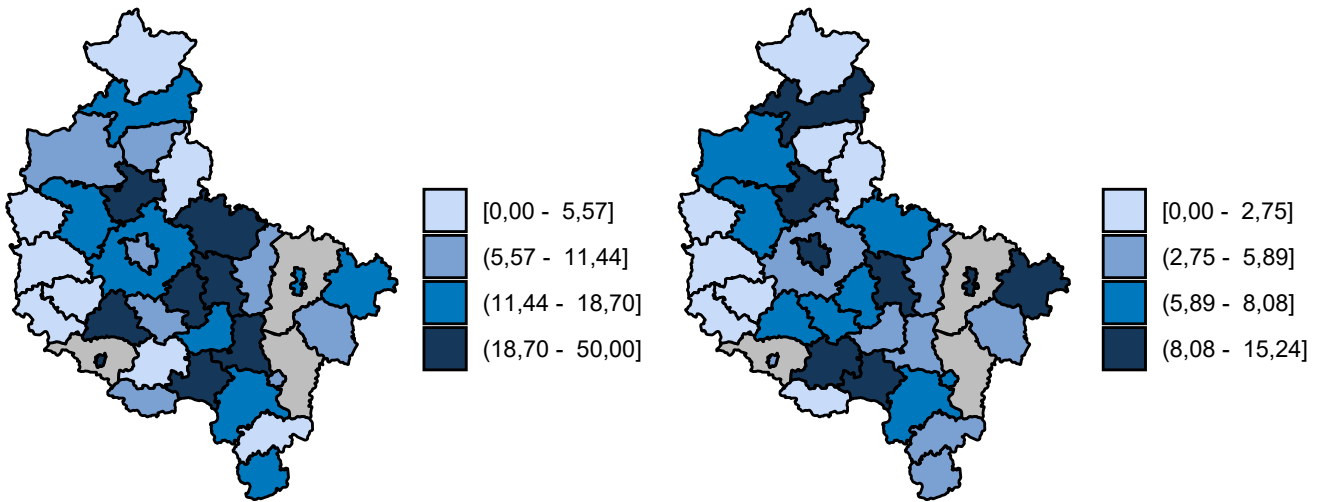 [0,00 - 5,57]
(5,57 - 11,44]
(11,44 - 18,70]
(18,70 - 50,00]
[0,00 - 2,75]
(2,75 - 5,89]
(5,89 - 8,08]
(8,08 - 15,24]